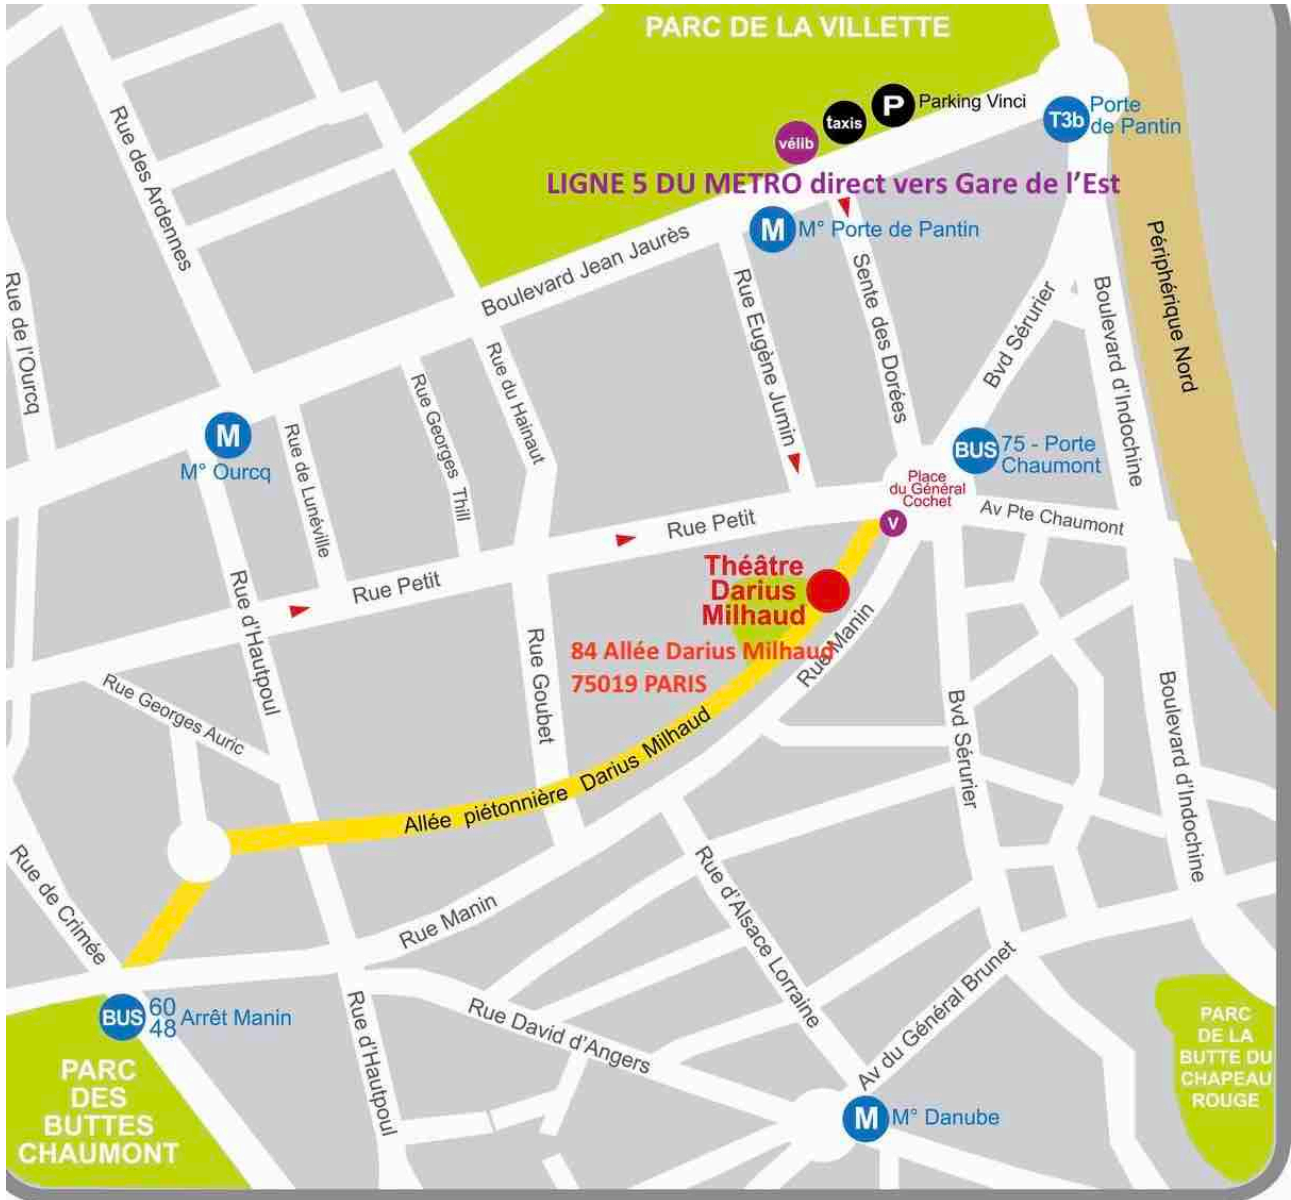 PARC DE LA VILLETTE
P
Parking Vinci
taxis
vélib
T3b
Porte
de Pantin
LIGNE 5 DU METRO direct vers Gare de l'Est
M
M° Porte de Pantin
Rue des Ardennes
Boulevard Jean Jaurès
Périphérique Nord
Rue de l'Ourcq
Rue du Hainaut
Rue Eugène Jumin
Sente des Dorées
Bvd Sérurier
Boulevard d'Indochine
Rue Georges Thill
Rue de Lunéville
M
M° Ourcq
BUS
75 - Porte
Chaumont
Place
du Général
Cochet
V
Av Pte Chaumont
Rue Petit
Rue Petit
Théâtre
Darius
Milhaud
84 Allée Darius Milhaud
75019 PARIS
Rue Manin
Rue d'Hautpoul
Rue Goubet
Rue Georges Auric
Bvd Sérurier
Boulevard d'Indochine
Allée piétonnière Darius Milhaud
Rue de Crimée
Rue Manin
Rue d'Alsace Lorraine
Av du Général Brunet
Rue David d'Angers
Rue d'Hautpoul
BUS
60
48
Arrêt Manin
PARC
DES
BUTTES
CHAUMONT
M
M° Danube
PARC
DE LA
BUTTE DU
CHAPEAU
ROUGE